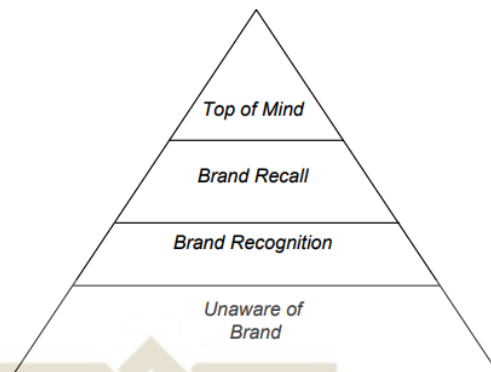 Top of Mind
Brand Recall
Brand Recognition
Unaware of
Brand